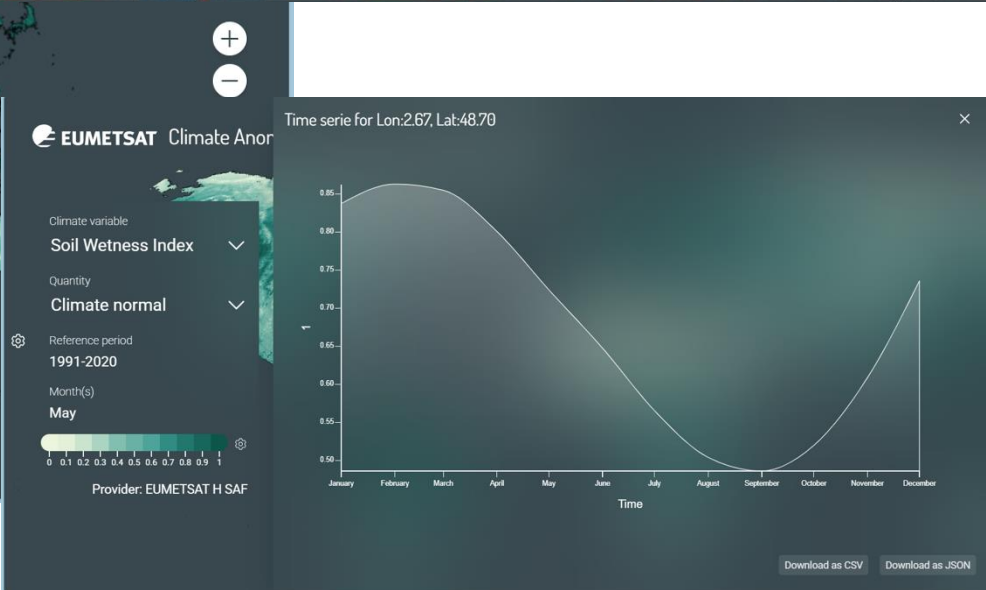 EUMETSAT Climate Anor
Climate variable
Soil Wetness Index
Quantity
Climate normal
Reference period
1991-2020
Month(s)
May
0 0.1 0.2 0.3 0.4 0.5 0.6 0.7 0.8 0.9 1
Provider: EUMETSAT H SAF
Time serie for Lon:2.67, Lat:48.70
0.85
0.80
0.75
0.70
0.65
0.60
0.55
0.50
1
January February March April May June July August September October November December
Time
Download as CSV Download as JSON